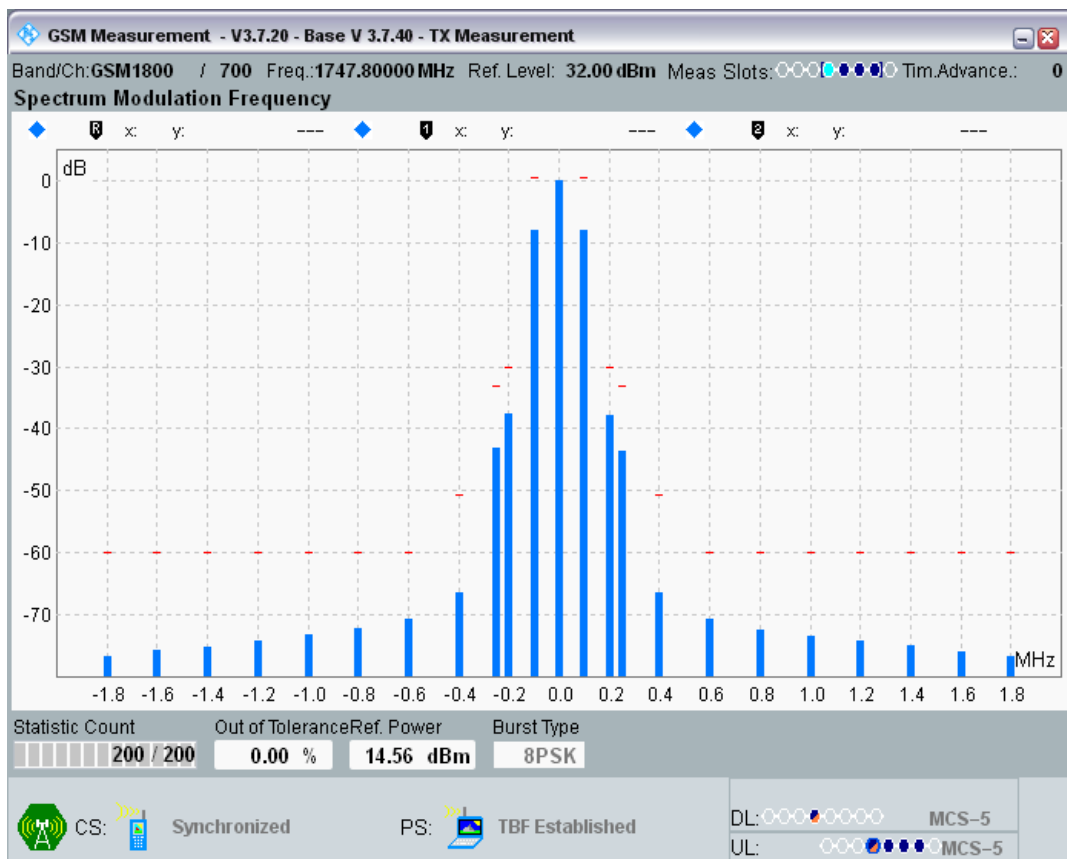 GSM Measurement - V3.7.20 - Base V 3.7.40 - TX Measurement
Band/Ch:GSM1800 / 700 Freq.:1747.80000 MHz Ref. Level: 32.00 dBm Meas Slots: Tim.Advance.: 0
Spectrum Modulation Frequency
R x: y: --- 1 x: y: --- 2 x: y: ---
dB
0
-10
-20
-30
-40
-50
-60
-70
MHz
-1.8 -1.6 -1.4 -1.2 -1.0 -0.8 -0.6 -0.4 -0.2 0.0 0.2 0.4 0.6 0.8 1.0 1.2 1.4 1.6 1.8
Statistic Count Out of Tolerance Ref. Power Burst Type
200 / 200 0.00 % 14.56 dBm 8PSK
CS: Synchronized PS: TBF Established DL: MCS-5
UL: MCS-5